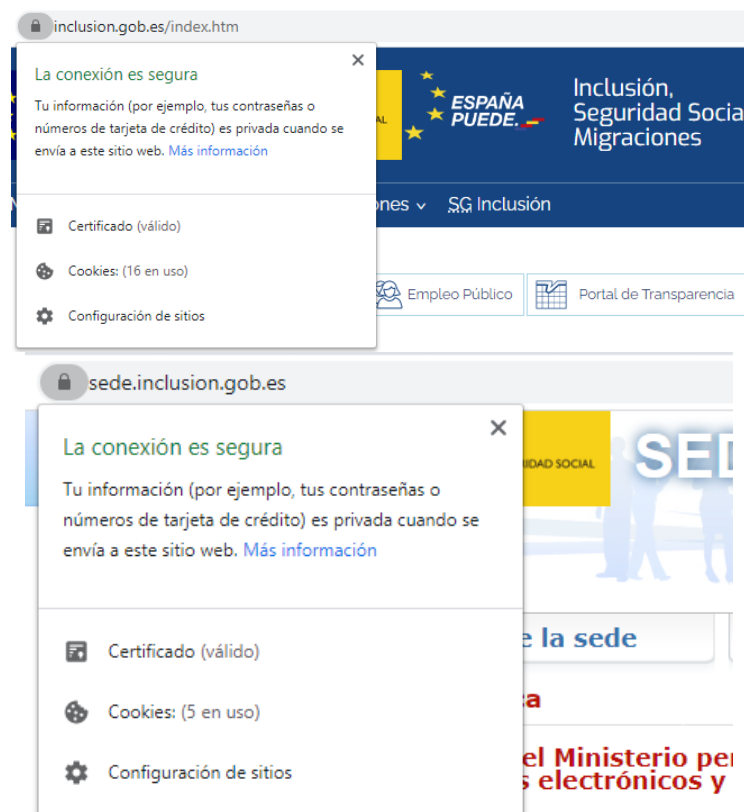 inclusion.gob.es/index.htm
La conexión es segura
Tu información (por ejemplo, tus contraseñas o
números de tarjeta de crédito) es privada cuando se
envía a este sitio web. Más información
Certificado (válido)
Cookies: (16 en uso)
Configuración de sitios
AL
ESPAÑA
PUEDE.
Inclusión,
Seguridad Socia
Migraciones
nes
SG Inclusión
Empleo Público
Portal de Transparencia
sede.inclusion.gob.es
La conexión es segura
Tu información (por ejemplo, tus contraseñas o
números de tarjeta de crédito) es privada cuando se
envía a este sitio web. Más información
Certificado (válido)
Cookies: (5 en uso)
Configuración de sitios
IDAD SOCIAL
SED
e la sede
a
el Ministerio per
s electrónicos y